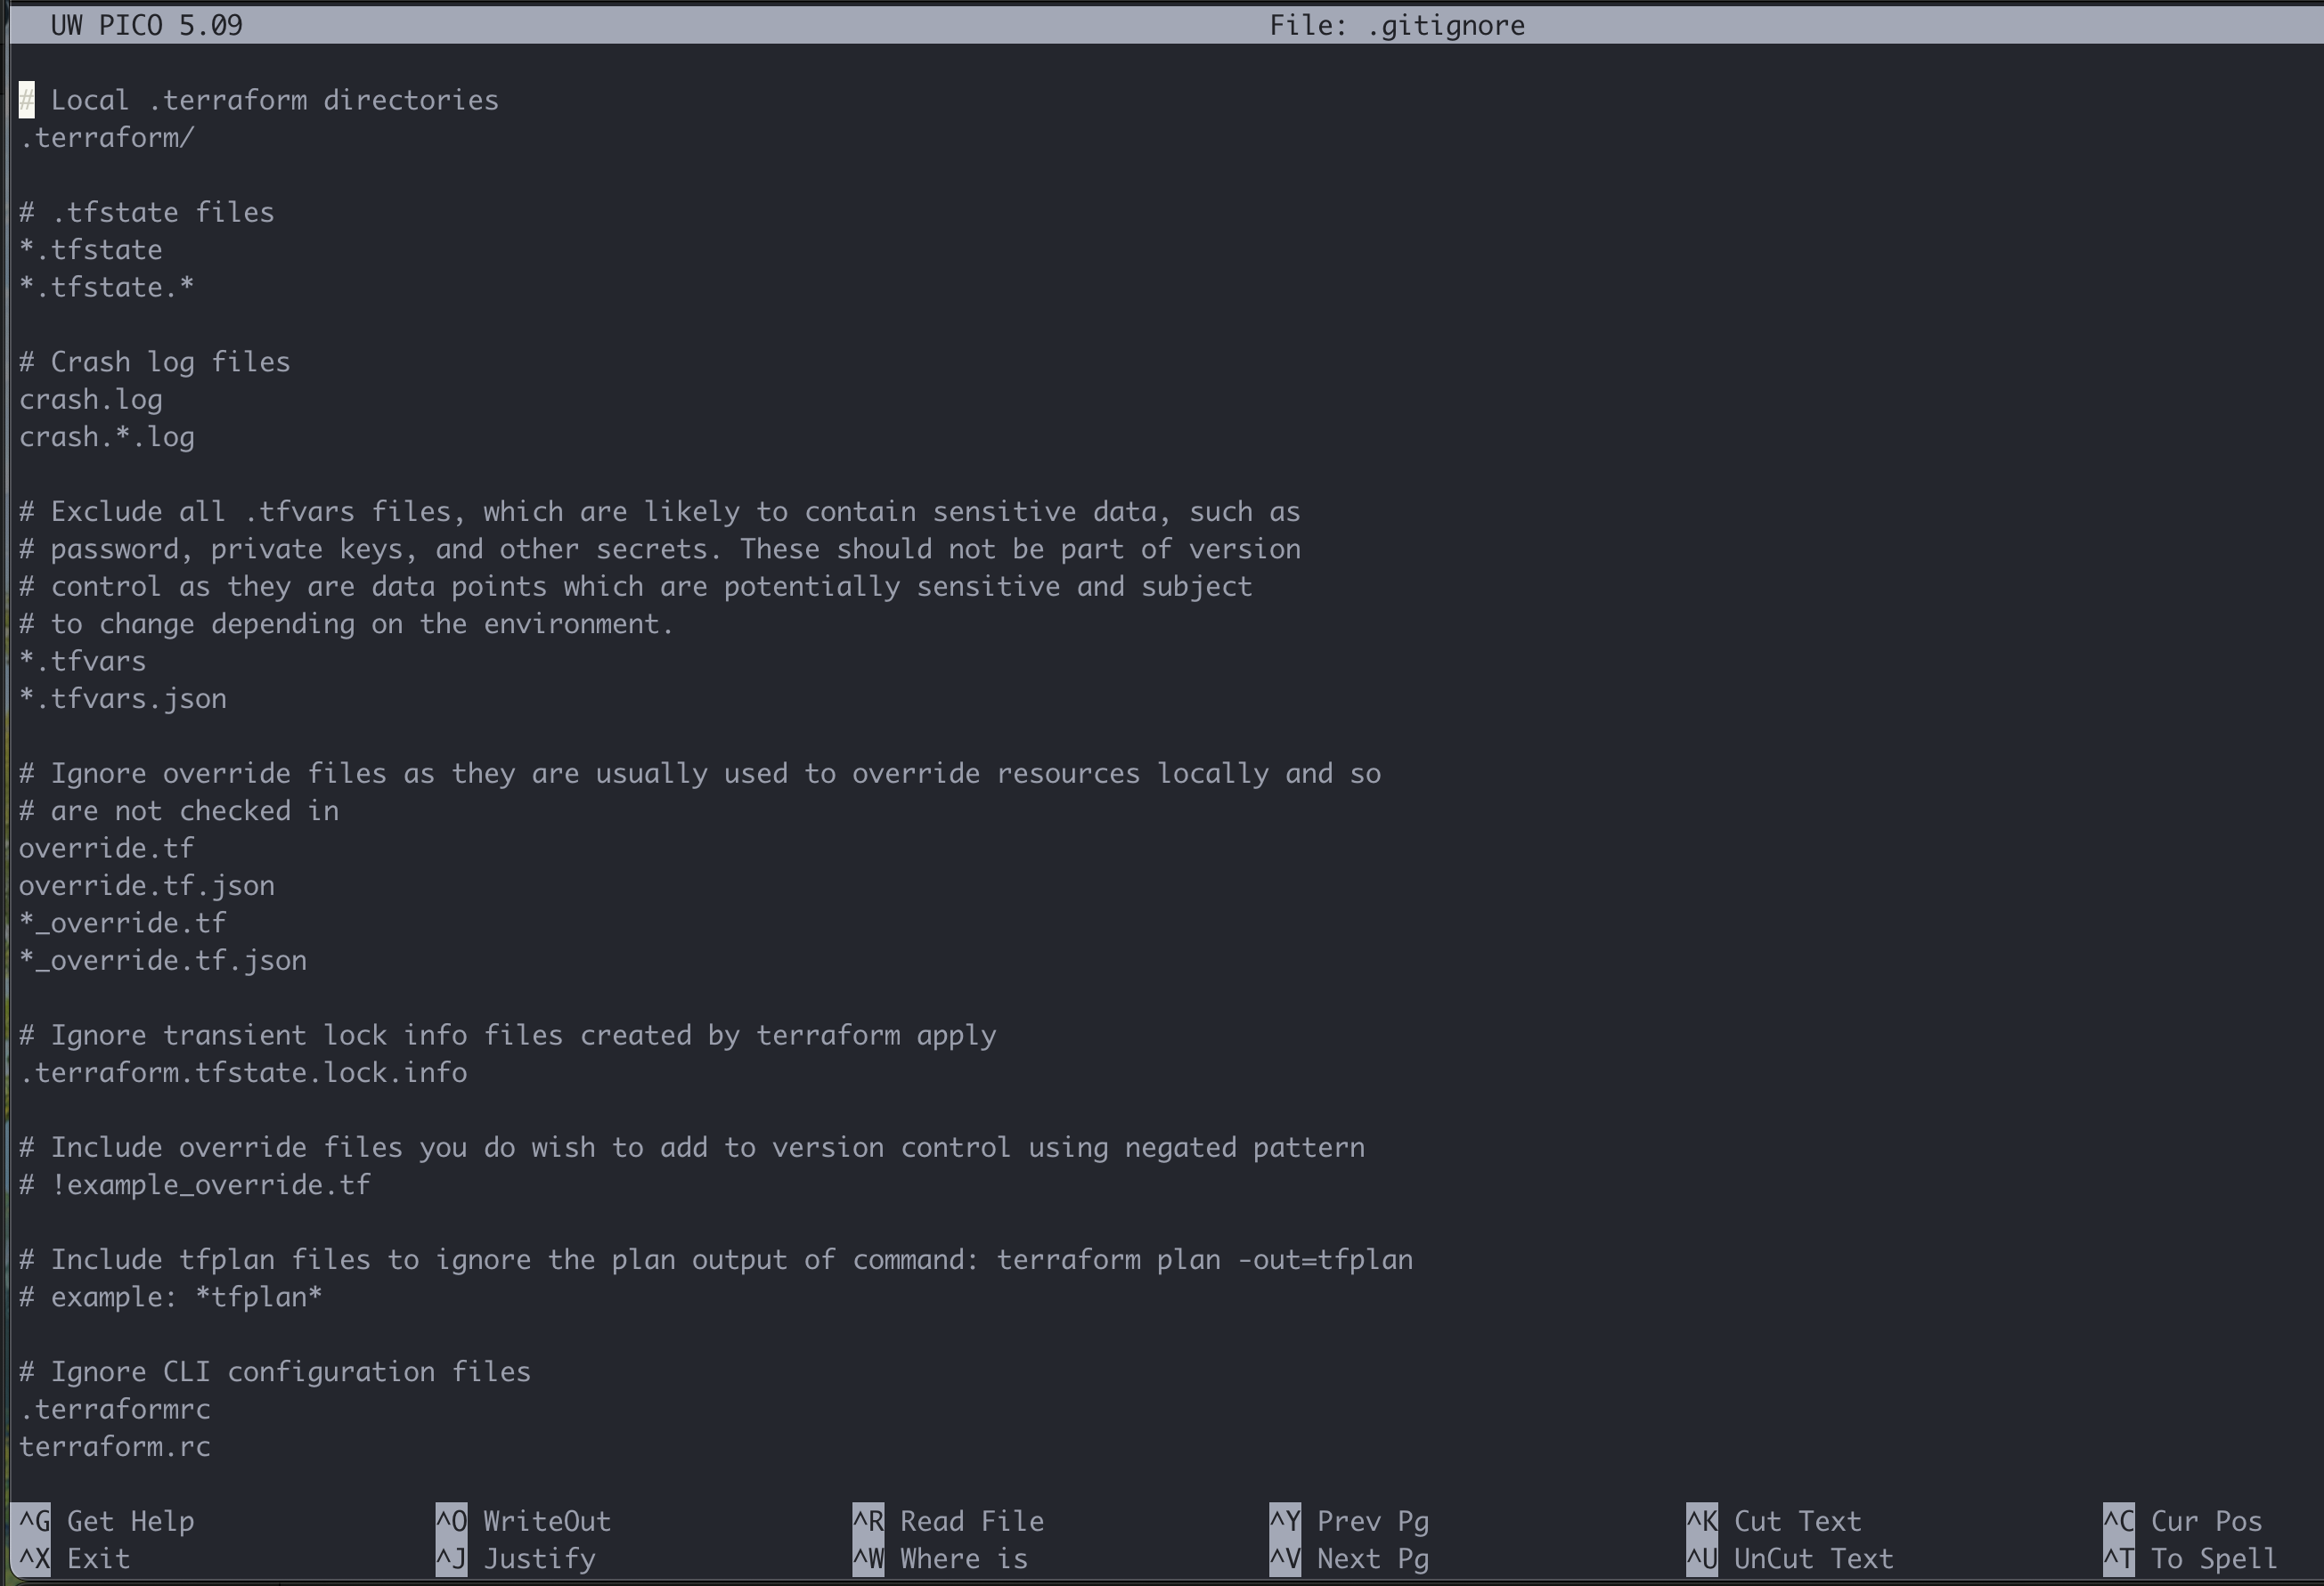 UW PICO 5.09 File: .gitignore
# Local .terraform directories
.terraform/
# .tfstate files
*.tfstate
*.tfstate.*
# Crash log files
crash.log
crash.*.log
# Exclude all .tfvars files, which are likely to contain sensitive data, such as
# password, private keys, and other secrets. These should not be part of version
# control as they are data points which are potentially sensitive and subject
# to change depending on the environment.
*.tfvars
*.tfvars.json
# Ignore override files as they are usually used to override resources locally and so
# are not checked in
override.tf
override.tf.json
*_override.tf
*_override.tf.json
# Ignore transient lock info files created by terraform apply
.terraform.tfstate.lock.info
# Include override files you do wish to add to version control using negated pattern
# !example_override.tf
# Include tfplan files to ignore the plan output of command: terraform plan -out=tfplan
# example: *tfplan*
# Ignore CLI configuration files
.terraformrc
terraform.rc
^G Get Help ^O WriteOut ^R Read File ^Y Prev Pg ^K Cut Text ^C Cur Pos
^X Exit ^J Justify ^W Where is ^V Next Pg ^U UnCut Text ^T To Spell